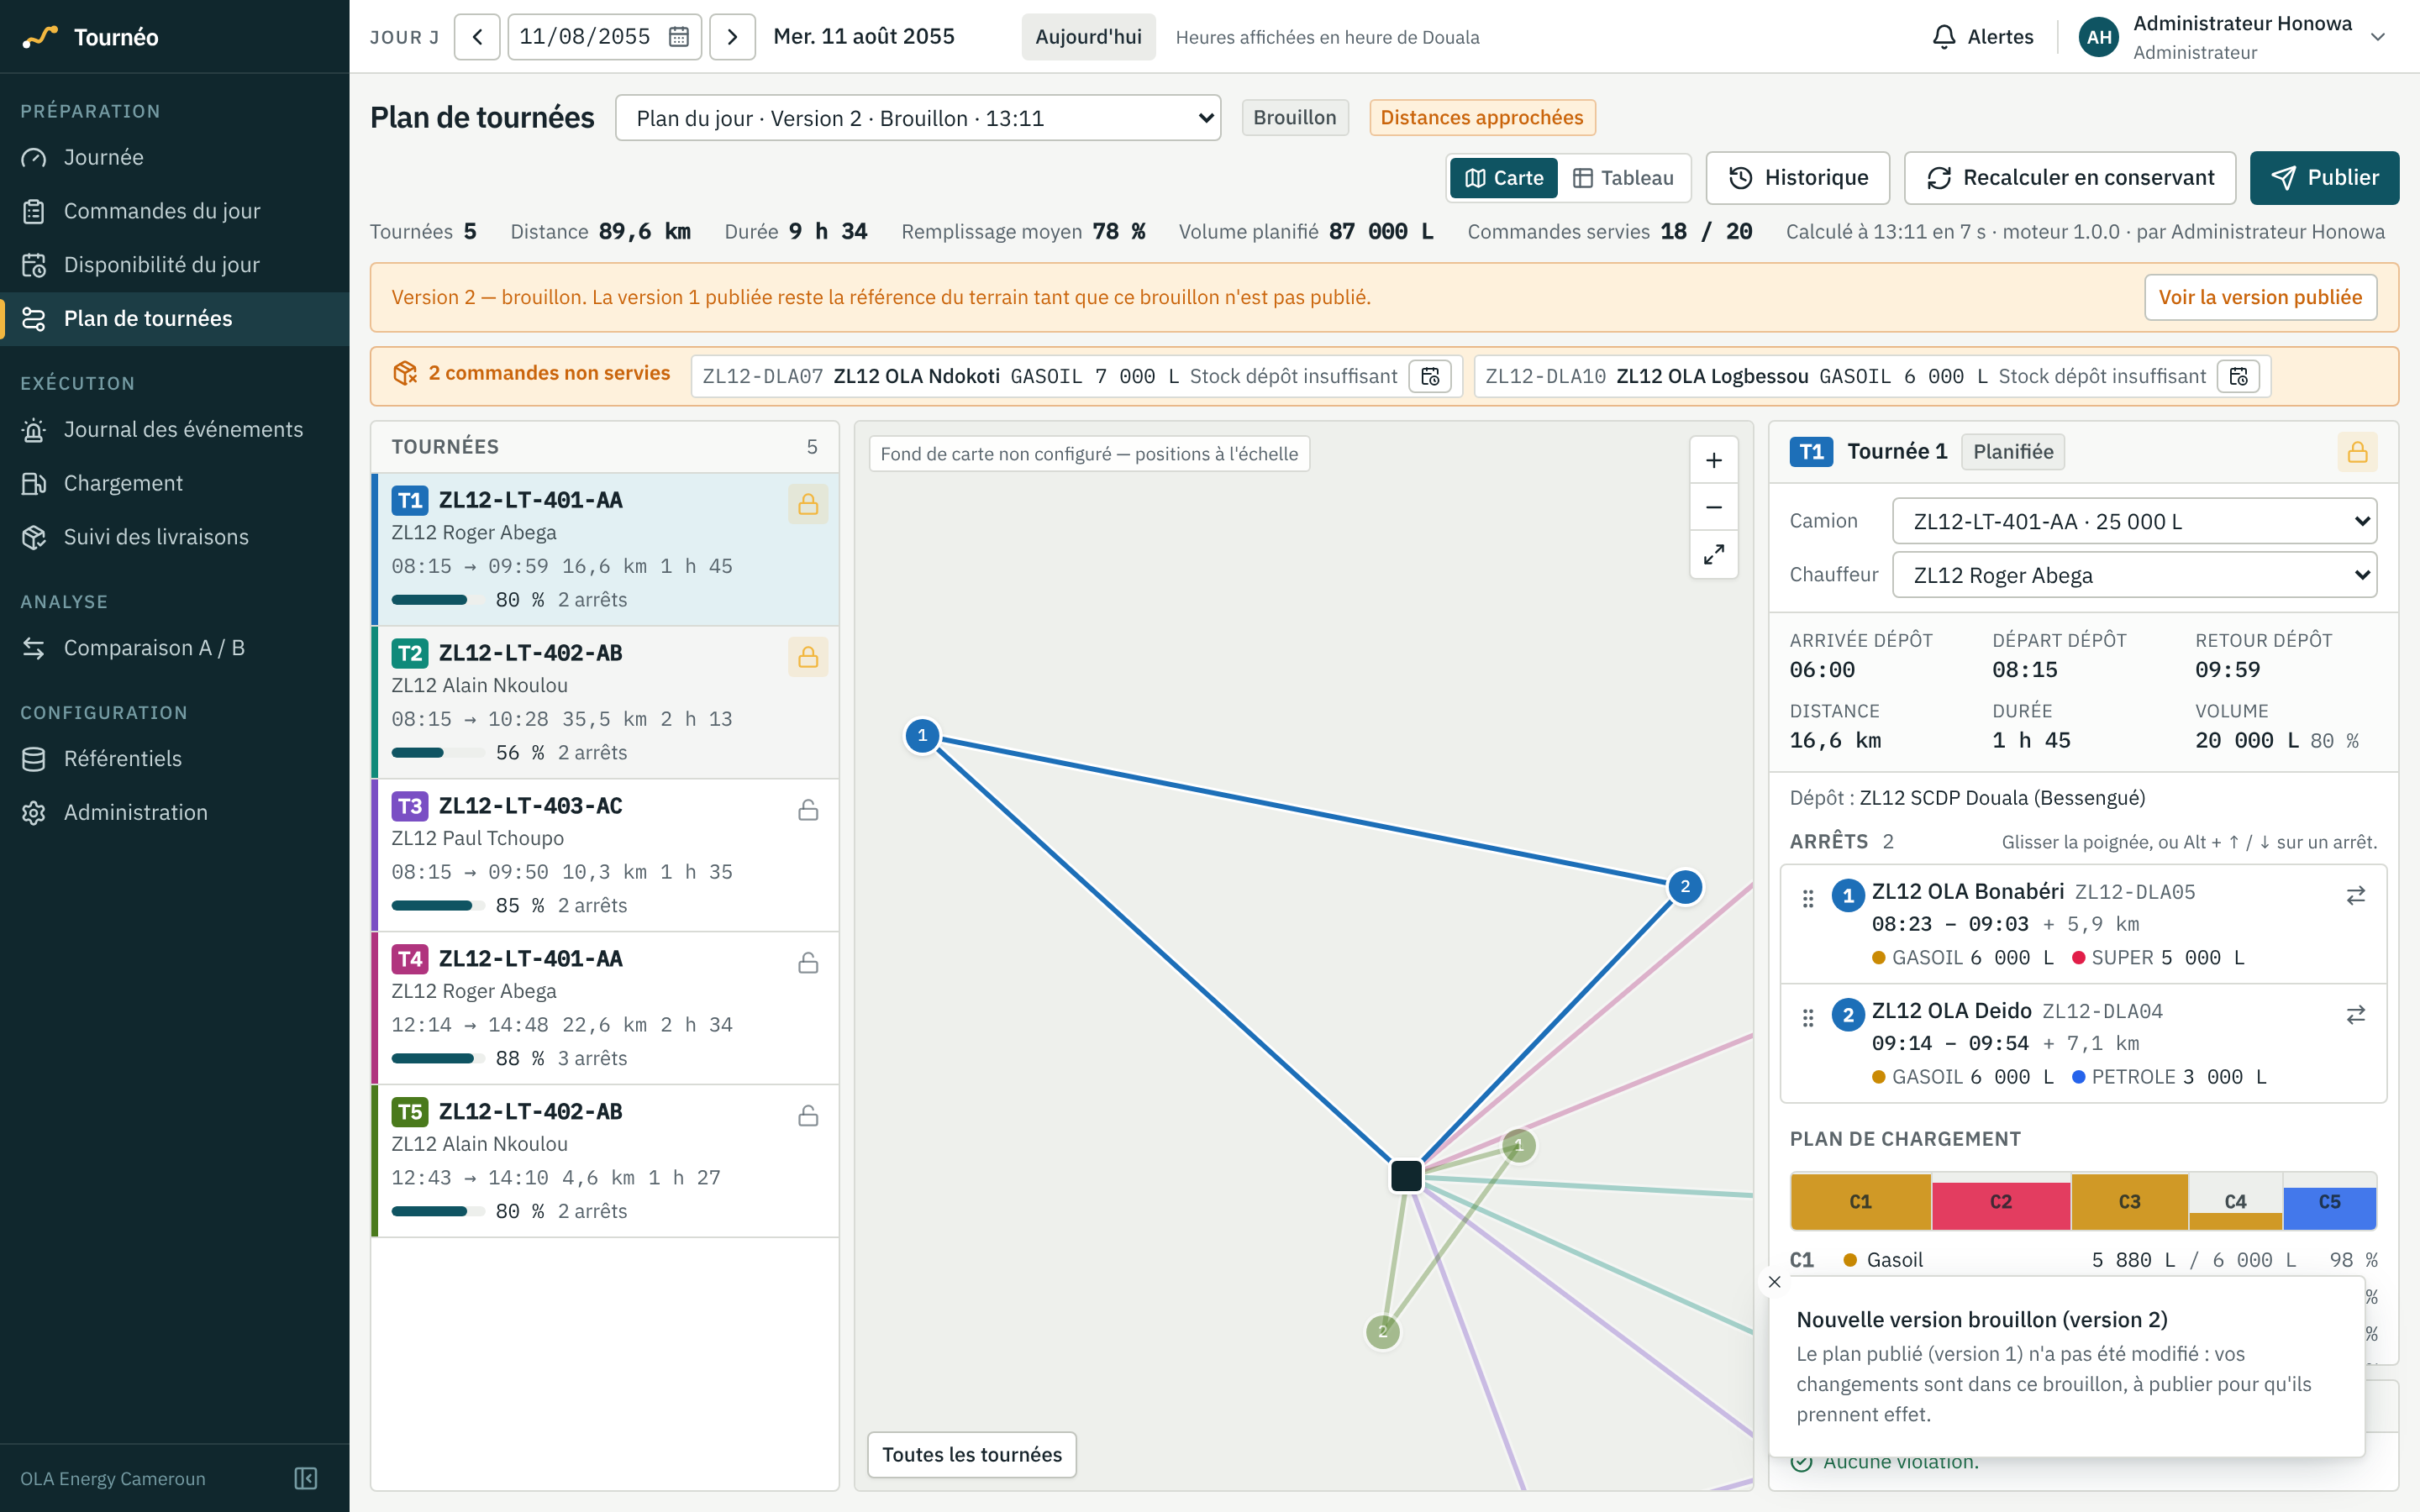 Tournéo
JOUR J
11/08/2055
Mer. 11 août 2055
Aujourd'hui
Heures affichées en heure de Douala
Alertes
AH
Administrateur Honowa
Administrateur
PRÉPARATION
Journée
Commandes du jour
Disponibilité du jour
Plan de tournées
EXÉCUTION
Journal des événements
Chargement
Suivi des livraisons
ANALYSE
Comparaison A / B
CONFIGURATION
Référentiels
Administration
OLA Energy Cameroun
Plan de tournées
Plan du jour · Version 2 · Brouillon · 13:11
Brouillon
Distances approchées
Carte
Tableau
Historique
Recalculer en conservant
Publier
Tournées 5
Distance 89,6 km
Durée 9 h 34
Remplissage moyen 78 %
Volume planifié 87 000 L
Commandes servies 18 / 20
Calculé à 13:11 en 7 s · moteur 1.0.0 · par Administrateur Honowa
Version 2 — brouillon. La version 1 publiée reste la référence du terrain tant que ce brouillon n'est pas publié.
Voir la version publiée
2 commandes non servies
ZL12-DLA07 ZL12 OLA Ndokoti GASOIL 7 000 L Stock dépôt insuffisant
ZL12-DLA10 ZL12 OLA Logbessou GASOIL 6 000 L Stock dépôt insuffisant
TOURNÉES 5
T1 ZL12-LT-401-AA
ZL12 Roger Abega
08:15 → 09:59 16,6 km 1 h 45
80 % 2 arrêts
T2 ZL12-LT-402-AB
ZL12 Alain Nkoulou
08:15 → 10:28 35,5 km 2 h 13
56 % 2 arrêts
T3 ZL12-LT-403-AC
ZL12 Paul Tchoupo
08:15 → 09:50 10,3 km 1 h 35
85 % 2 arrêts
T4 ZL12-LT-401-AA
ZL12 Roger Abega
12:14 → 14:48 22,6 km 2 h 34
88 % 3 arrêts
T5 ZL12-LT-402-AB
ZL12 Alain Nkoulou
12:43 → 14:10 4,6 km 1 h 27
80 % 2 arrêts
Fond de carte non configuré — positions à l'échelle
+
−
1
2
1
2
Toutes les tournées
T1 Tournée 1 Planifiée
Camion ZL12-LT-401-AA · 25 000 L
Chauffeur ZL12 Roger Abega
ARRIVÉE DÉPÔT DÉPART DÉPÔT RETOUR DÉPÔT
06:00 08:15 09:59
DISTANCE DURÉE VOLUME
16,6 km 1 h 45 20 000 L 80 %
Dépôt : ZL12 SCDP Douala (Bessengué)
ARRÊTS 2
Glisser la poignée, ou Alt + ↑ / ↓ sur un arrêt.
1 ZL12 OLA Bonabéri ZL12-DLA05
08:23 – 09:03 + 5,9 km
GASOIL 6 000 L SUPER 5 000 L
2 ZL12 OLA Deido ZL12-DLA04
09:14 – 09:54 + 7,1 km
GASOIL 6 000 L PETROLE 3 000 L
PLAN DE CHARGEMENT
C1 C2 C3 C4 C5
C1 Gasoil 5 880 L / 6 000 L 98 %
%
%
Nouvelle version brouillon (version 2)
Le plan publié (version 1) n'a pas été modifié : vos
changements sont dans ce brouillon, à publier pour qu'ils
prennent effet.
Aucune violation.